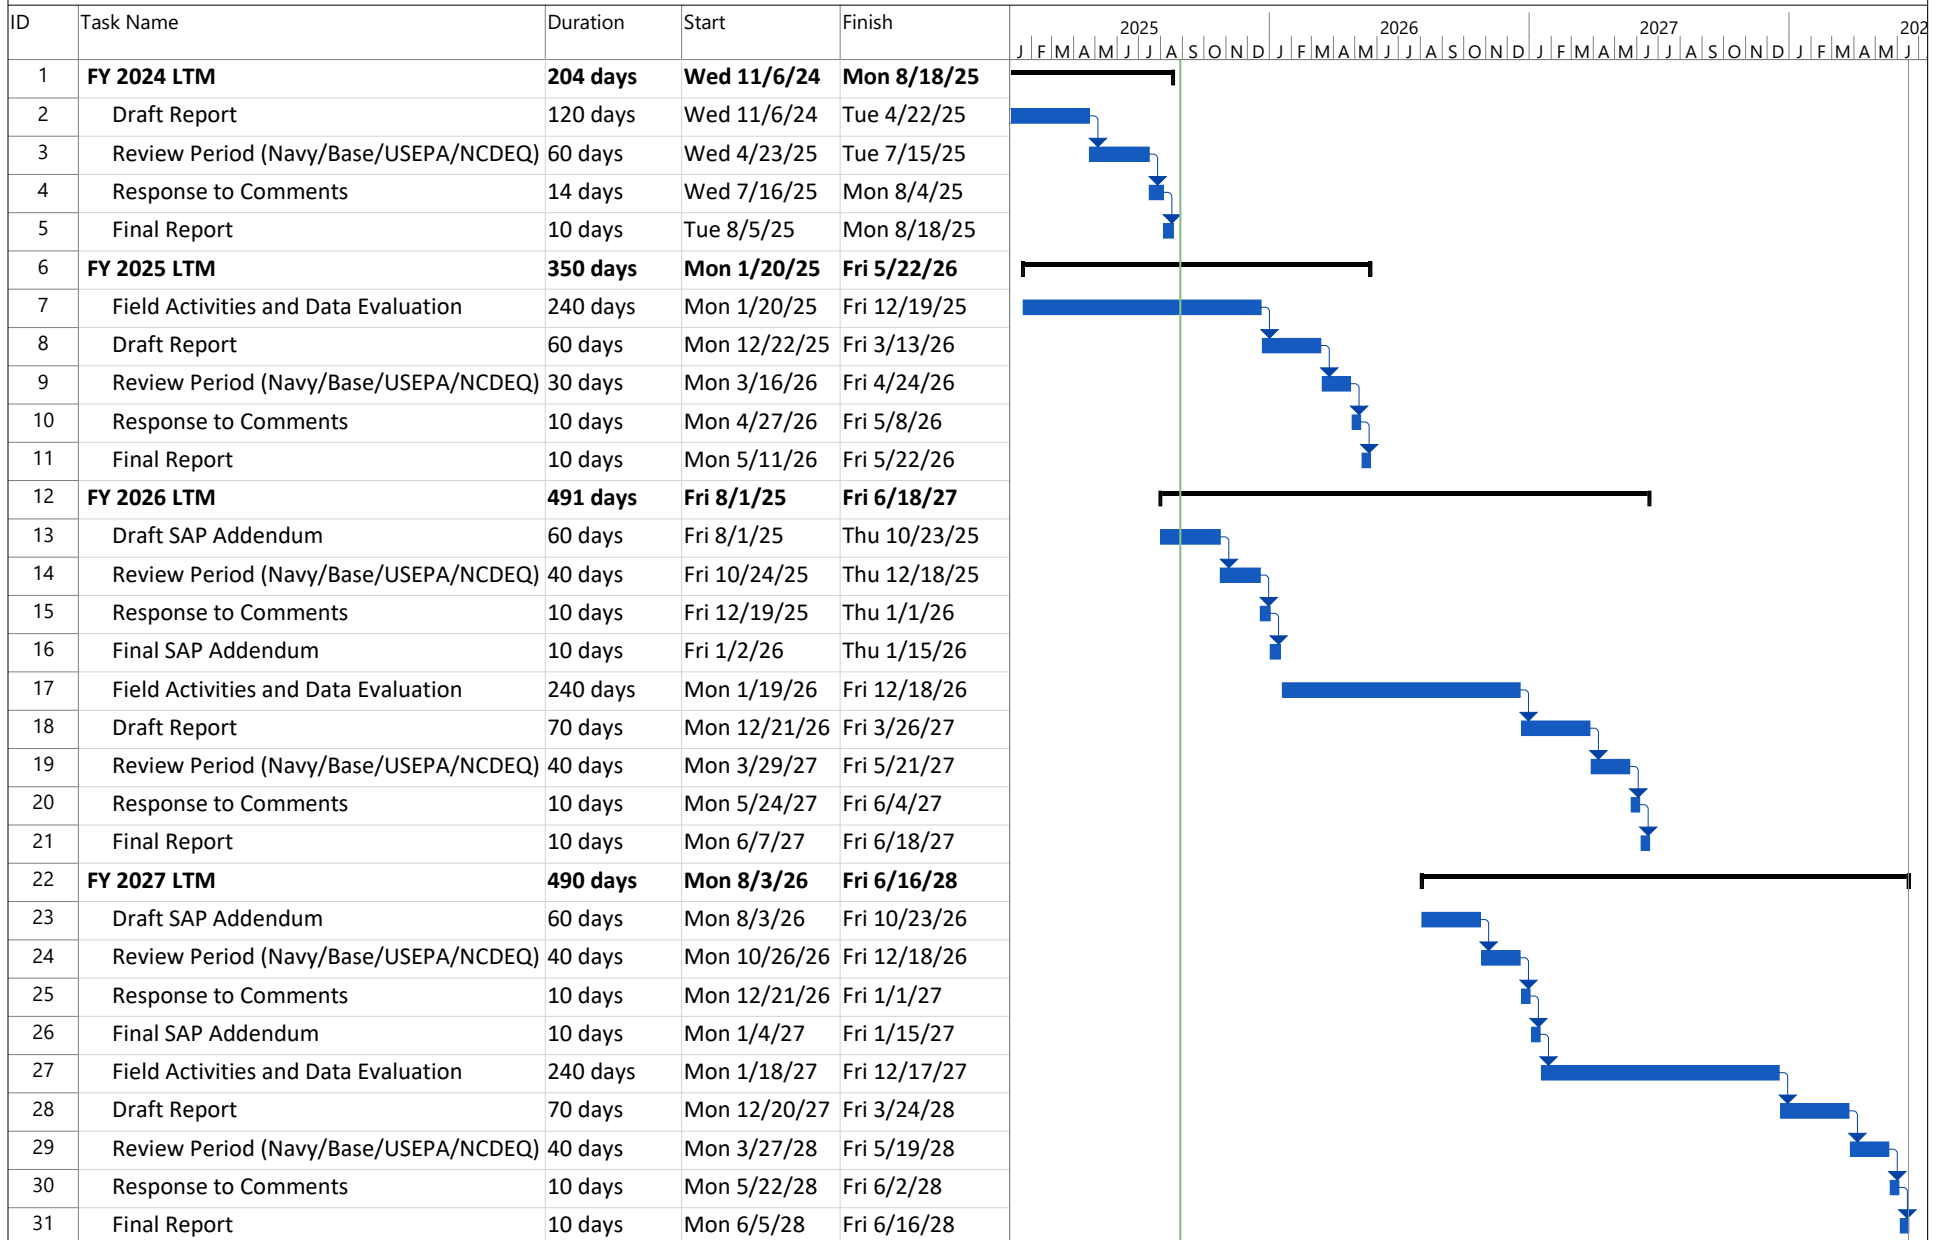 ID Task Name Duration Start Finish 2025 2026 2027 202
J F M A M J J A S O N D J F M A M J J A S O N D J F M A M J J A S O N D J F M A M J
1 FY 2024 LTM 204 days Wed 11/6/24 Mon 8/18/25
2 Draft Report 120 days Wed 11/6/24 Tue 4/22/25
3 Review Period (Navy/Base/USEPA/NCDEQ) 60 days Wed 4/23/25 Tue 7/15/25
4 Response to Comments 14 days Wed 7/16/25 Mon 8/4/25
5 Final Report 10 days Tue 8/5/25 Mon 8/18/25
6 FY 2025 LTM 350 days Mon 1/20/25 Fri 5/22/26
7 Field Activities and Data Evaluation 240 days Mon 1/20/25 Fri 12/19/25
8 Draft Report 60 days Mon 12/22/25 Fri 3/13/26
9 Review Period (Navy/Base/USEPA/NCDEQ) 30 days Mon 3/16/26 Fri 4/24/26
10 Response to Comments 10 days Mon 4/27/26 Fri 5/8/26
11 Final Report 10 days Mon 5/11/26 Fri 5/22/26
12 FY 2026 LTM 491 days Fri 8/1/25 Fri 6/18/27
13 Draft SAP Addendum 60 days Fri 8/1/25 Thu 10/23/25
14 Review Period (Navy/Base/USEPA/NCDEQ) 40 days Fri 10/24/25 Thu 12/18/25
15 Response to Comments 10 days Fri 12/19/25 Thu 1/1/26
16 Final SAP Addendum 10 days Fri 1/2/26 Thu 1/15/26
17 Field Activities and Data Evaluation 240 days Mon 1/19/26 Fri 12/18/26
18 Draft Report 70 days Mon 12/21/26 Fri 3/26/27
19 Review Period (Navy/Base/USEPA/NCDEQ) 40 days Mon 3/29/27 Fri 5/21/27
20 Response to Comments 10 days Mon 5/24/27 Fri 6/4/27
21 Final Report 10 days Mon 6/7/27 Fri 6/18/27
22 FY 2027 LTM 490 days Mon 8/3/26 Fri 6/16/28
23 Draft SAP Addendum 60 days Mon 8/3/26 Fri 10/23/26
24 Review Period (Navy/Base/USEPA/NCDEQ) 40 days Mon 10/26/26 Fri 12/18/26
25 Response to Comments 10 days Mon 12/21/26 Fri 1/1/27
26 Final SAP Addendum 10 days Mon 1/4/27 Fri 1/15/27
27 Field Activities and Data Evaluation 240 days Mon 1/18/27 Fri 12/17/27
28 Draft Report 70 days Mon 12/20/27 Fri 3/24/28
29 Review Period (Navy/Base/USEPA/NCDEQ) 40 days Mon 3/27/28 Fri 5/19/28
30 Response to Comments 10 days Mon 5/22/28 Fri 6/2/28
31 Final Report 10 days Mon 6/5/28 Fri 6/16/28